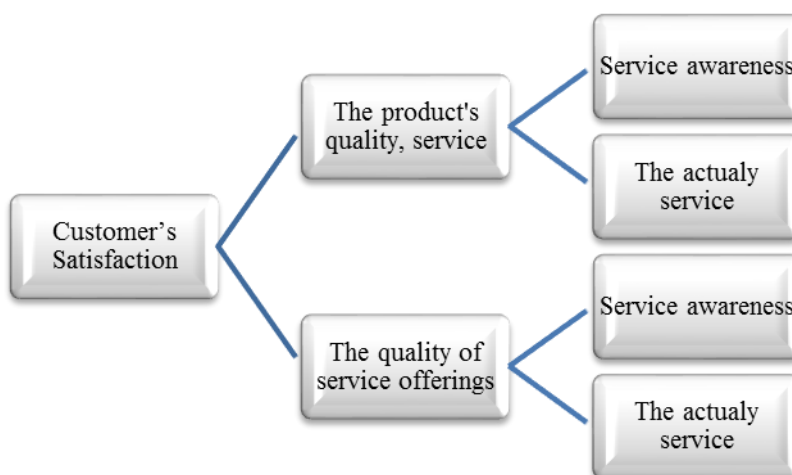 Customer’s
Satisfaction
The product's
quality, service
Service awareness
The actualy
service
The quality of
service offerings
Service awareness
The actualy
service